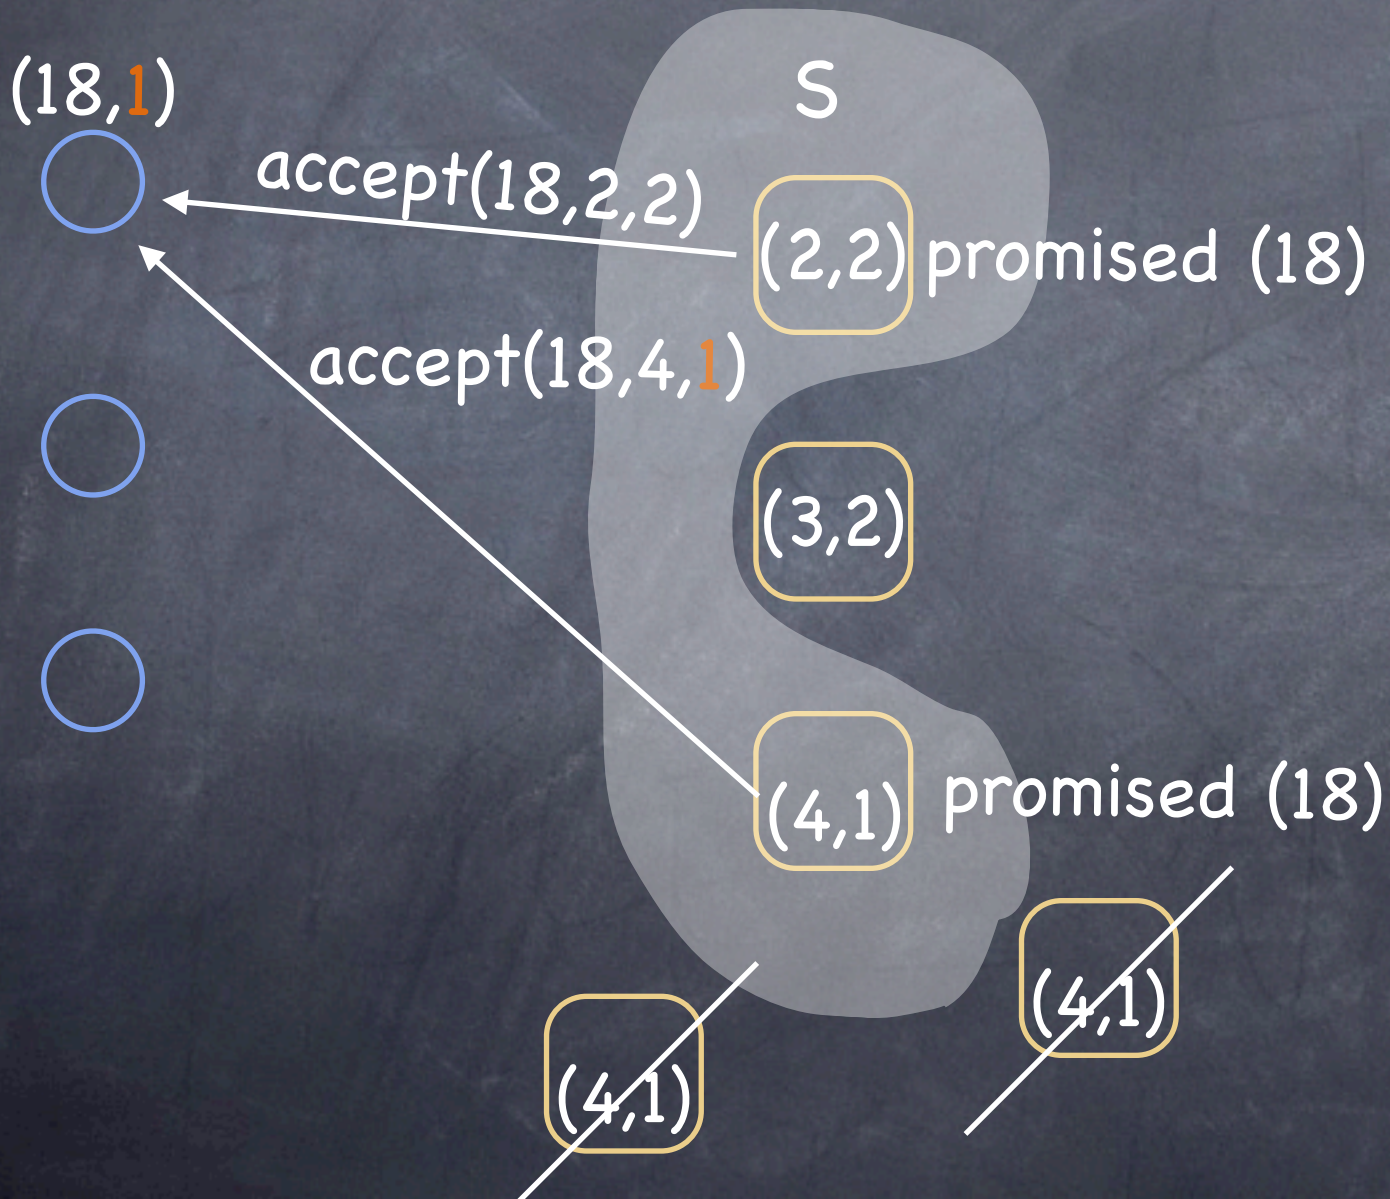 (18,1)
S
accept(18,2,2)
(2,2) promised (18)
accept(18,4,1)
(3,2)
(4,1) promised (18)
(4,1)
(4,1)